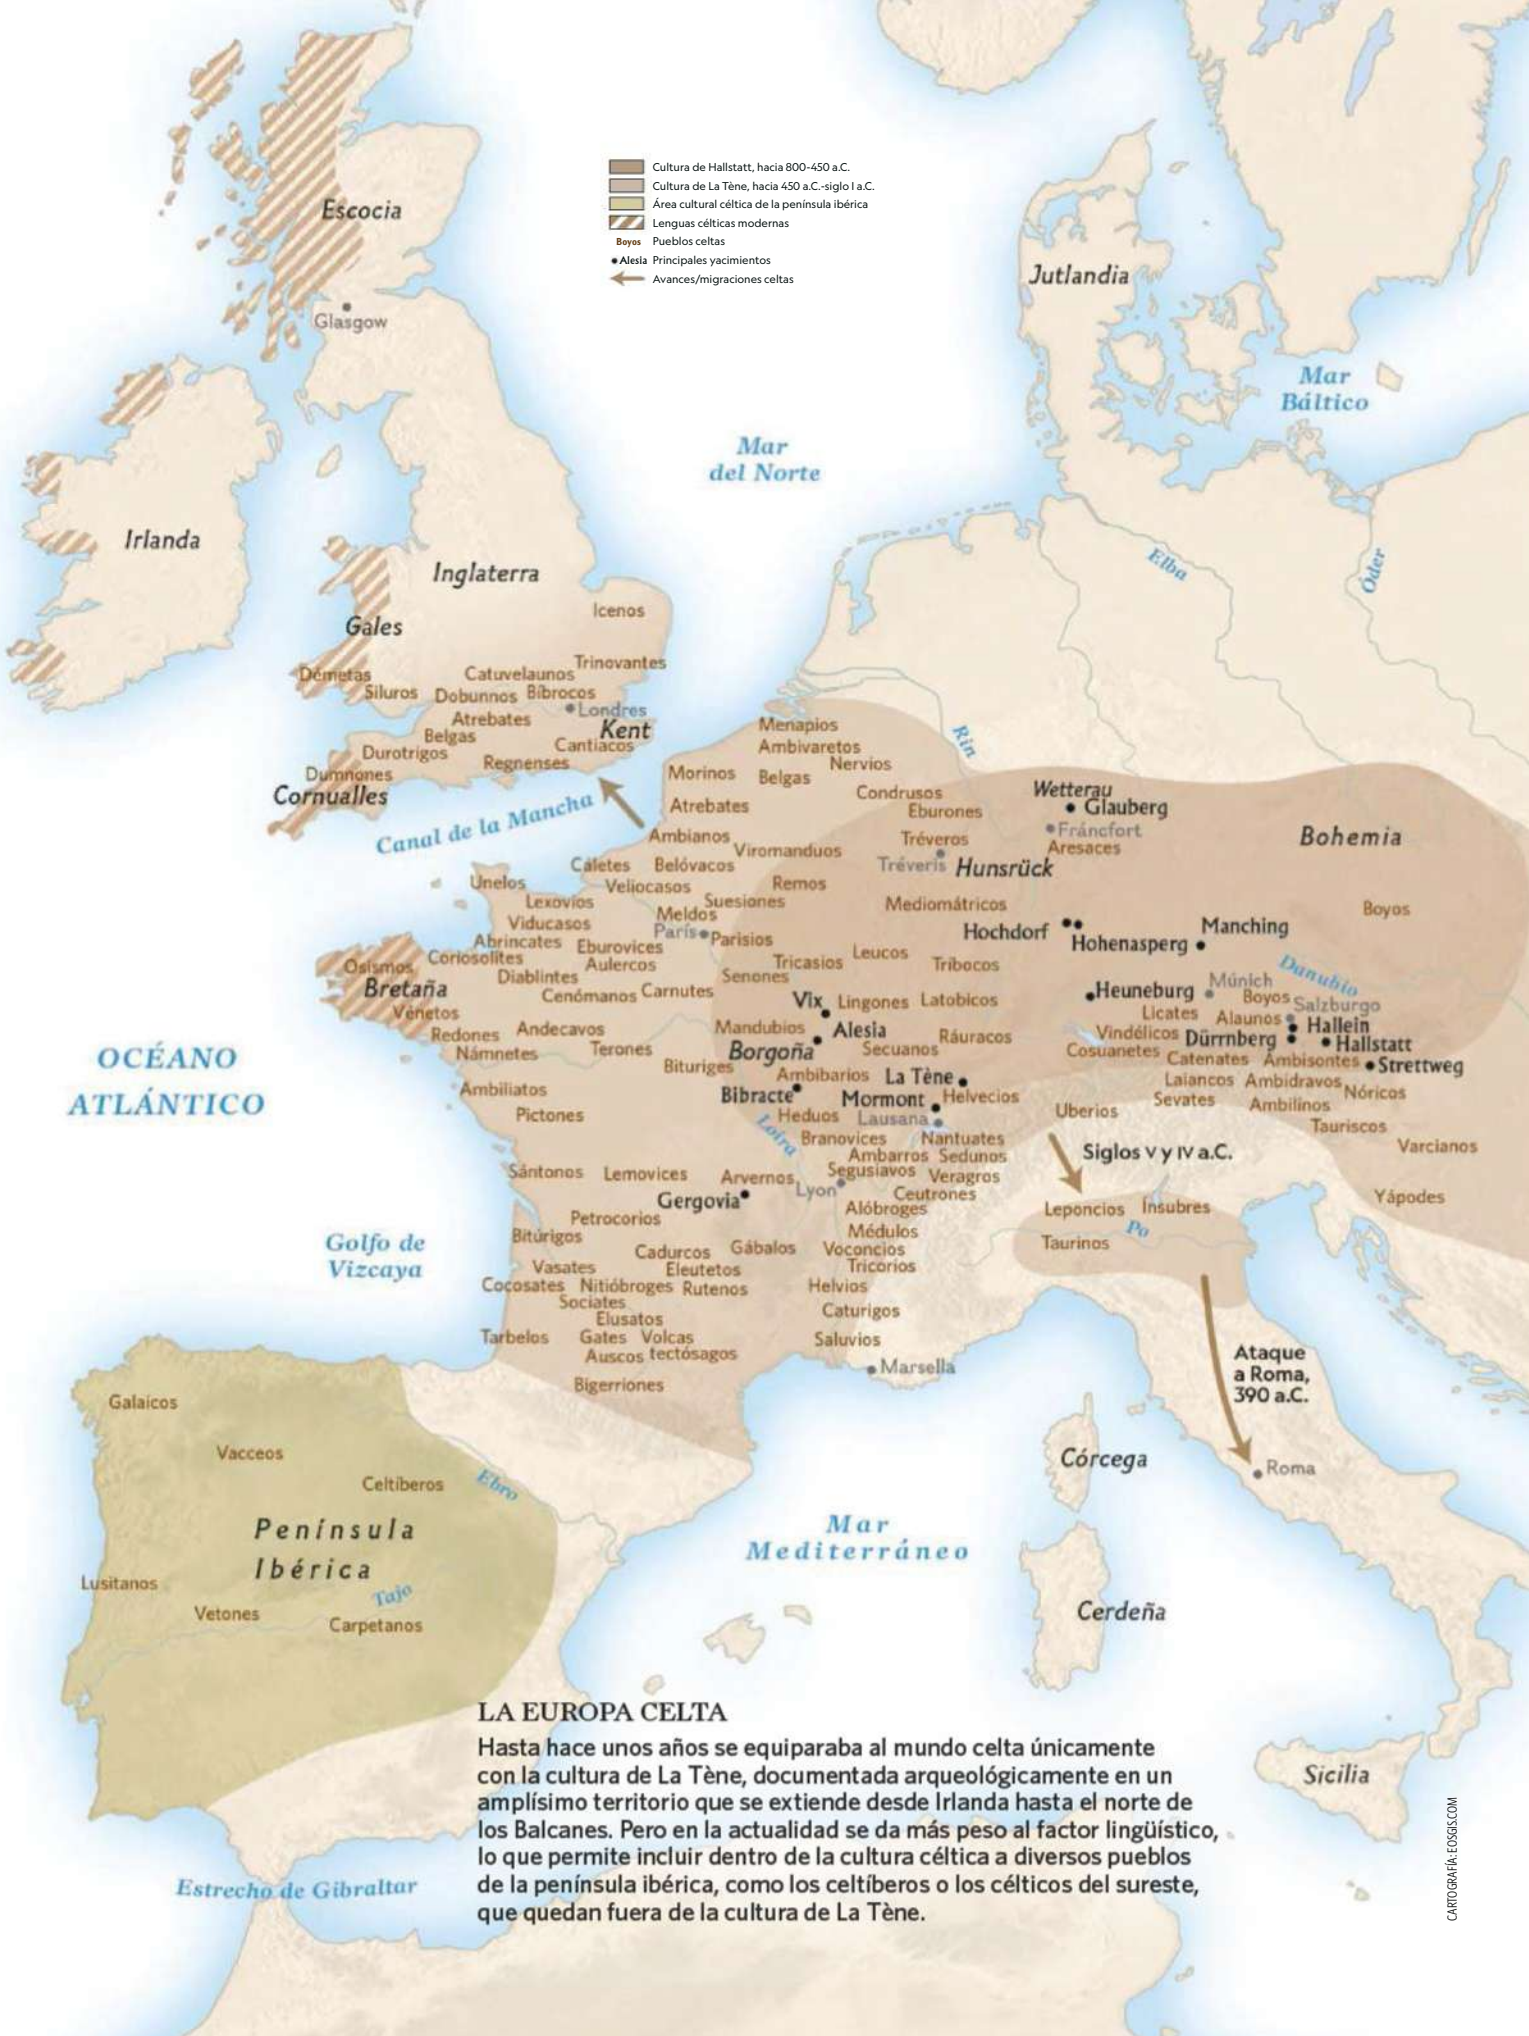 Cultura de Hallstatt, hacia 800-450 a.C.
Cultura de La Tène, hacia 450 a.C.-siglo I a.C.
Área cultural céltica de la península ibérica
Lenguas célticas modernas
Boyos Pueblos celtas
Alesia Principales yacimientos
Avances/migraciones celtas
Escocia
Glasgow
Jutlandia
Mar
Báltico
Mar
del Norte
Irlanda
Inglaterra
Elba
Oder
Icenos
Gales
Trinovantes
Démetas
Catuvelaunos
Siluros
Dobunnos
Bíbrocos
Londres
Atrebates
Kent
Belgas
Cantiacos
Durotrigos
Regnenses
Dumnones
Cornualles
Canal de la Mancha
Menapios
Rin
Ambivaretos
Nervios
Morinos
Belgas
Condrusos
Wetterau
Glauberg
Atrebates
Eburones
Fráncfort
Ambianos
Tréveros
Aresaces
Bohemia
Viromanduos
Caletes
Belóvacos
Tréveris
Hunsrück
Unelos
Veliocasos
Remos
Lexovios
Suesiones
Mediomátricos
Boyos
Viducasos
Meldos
París
Parisios
Hochdorf
Manching
Abrincates
Eburovices
Hohenasperg
Coriosolites
Aulercos
Tricasios
Leucos
Tribocos
Danubio
Osismos
Diablintes
Senones
Bretaña
Cenómanos
Carnutes
Vix
Lingones
Latobicos
Heuneburg
Múnich
Boyos
Salzburgo
Vénetos
Licates
Alaunos
Hallein
Redones
Andecavos
Mandubios
Alesia
Ráuracos
Vindélicos
Dürrnberg
Hallstatt
Námnetes
Terones
Borgoña
Secuanos
Cosuanetes
Catenates
Ambisontes
Strettweg
OCÉANO
ATLÁNTICO
Bituriges
Ambibarios
La Tène
Laiancos
Ambidravos
Nóricos
Ambiliatos
Bibracte
Mormont
Helvecios
Sevates
Ambilinos
Pictones
Loira
Heduos
Lausana
Uberios
Tauriscos
Branovices
Nantuates
Varcianos
Ambarros
Sedunos
Siglos V y IV a.C.
Sántonos
Lemovices
Arvernos
Segusiavos
Veragros
Lyon
Ceutrones
Yápodes
Gergovia
Alóbroges
Leponcios
Ínsubres
Petrocorios
Médulos
Po
Bitúrigos
Taurinos
Golfo de
Vizcaya
Cadurcos
Gábalos
Voconcios
Vasates
Eleutetos
Tricorios
Cocosates
Nitióbroges
Rutenos
Helvios
Sociates
Caturigos
Elusatos
Tarbelos
Gates
Volcas
tectósagos
Saluvios
Auscos
Marsella
Ataque
a Roma,
390 a.C.
Bigerriones
Galaicos
Vacceos
Córcega
Roma
Celtíberos
Ebro
Península
Ibérica
Mar
Mediterráneo
Lusitanos
Tajo
Vetones
Carpetanos
Cerdeña
LA EUROPA CELTA
Hasta hace unos años se equiparaba al mundo celta únicamente
con la cultura de La Tène, documentada arqueológicamente en un
amplísimo territorio que se extiende desde Irlanda hasta el norte de
los Balcanes. Pero en la actualidad se da más peso al factor lingüístico,
lo que permite incluir dentro de la cultura céltica a diversos pueblos
de la península ibérica, como los celtíberos o los célticos del sureste,
que quedan fuera de la cultura de La Tène.
Sicilia
Estrecho de Gibraltar
CARTOGRAFÍA: EOSGIS.COM